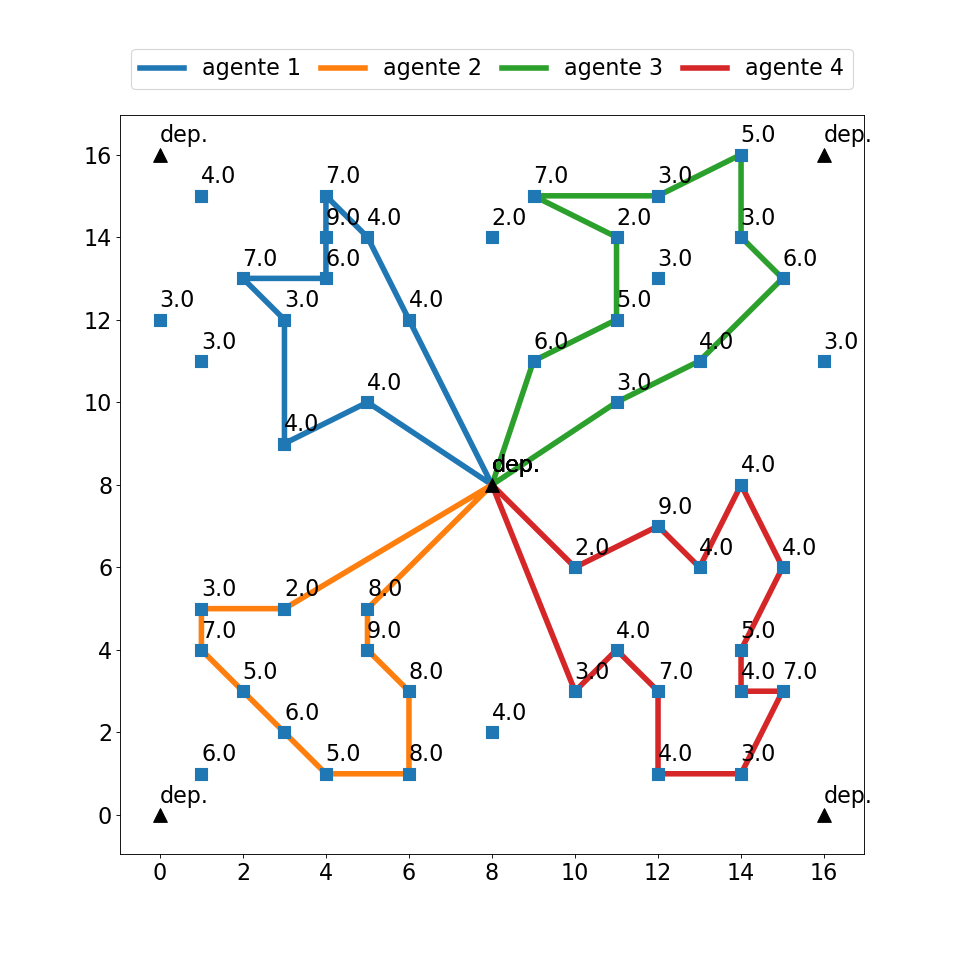 agente 1 agente 2 agente 3 agente 4
dep. 5.0 dep.
16
4.0 7.0 7.0 3.0
9.0 4.0 2.0 2.0 3.0
14
7.0 6.0 3.0 6.0
3.0 3.0 4.0 5.0
12
3.0 6.0 4.0 3.0
4.0 3.0
10
4.0
dep. dep. 4.0
8
9.0
2.0 4.0 4.0
6
3.0 2.0 8.0
7.0 9.0 4.0 5.0
4
5.0 8.0 3.0 7.0 4.0 7.0
6.0 4.0
2
6.0 5.0 8.0 4.0 3.0
dep. dep.
0
0 2 4 6 8 10 12 14 16